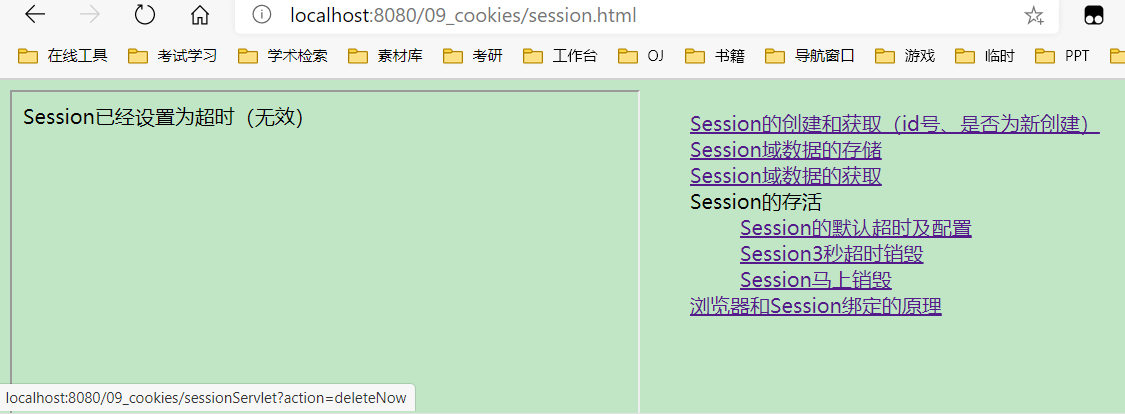 localhost:8080/09_cookies/session.html
在线工具 考试学习 学术检索 素材库 考研 工作台 OJ 书籍 导航窗口 游戏 临时 PPT
Session已经设置为超时（无效）
Session的创建和获取（id号、是否为新创建）
Session域数据的存储
Session域数据的获取
Session的存活
Session的默认超时及配置
Session3秒超时销毁
Session马上销毁
浏览器和Session绑定的原理
localhost:8080/09_cookies/sessionServlet?action=deleteNow